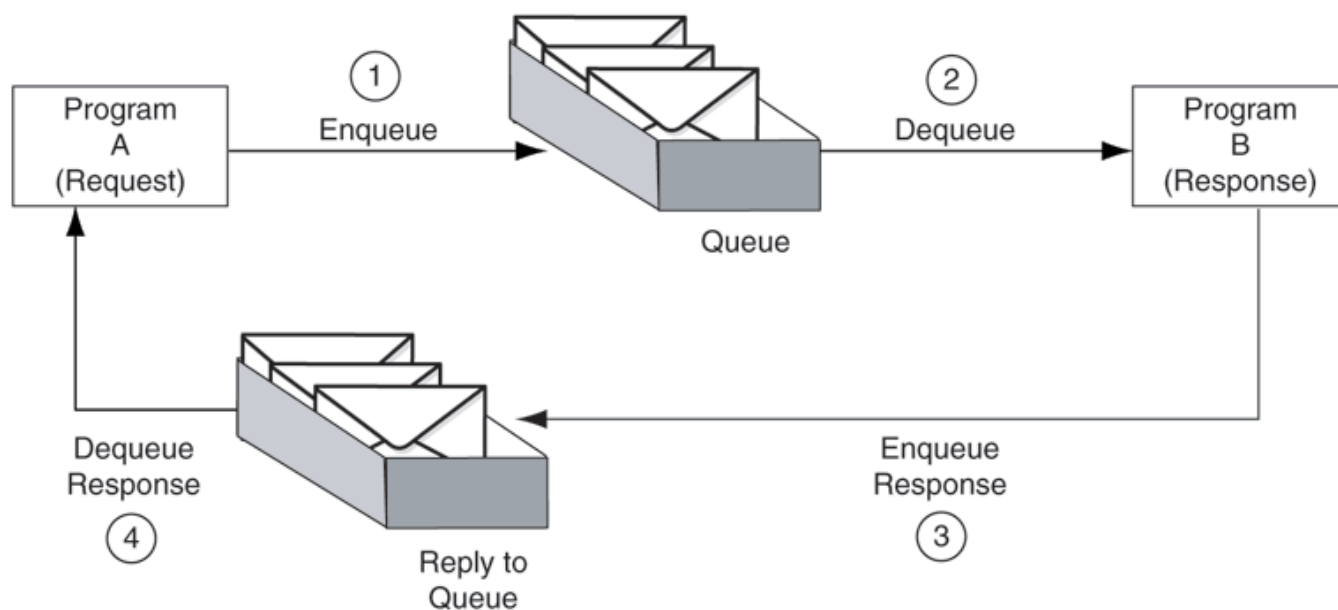 Program
A
(Request)
1
Enqueue
Queue
2
Dequeue
Program
B
(Response)
Dequeue
Response
4
Reply to
Queue
Enqueue
Response
3